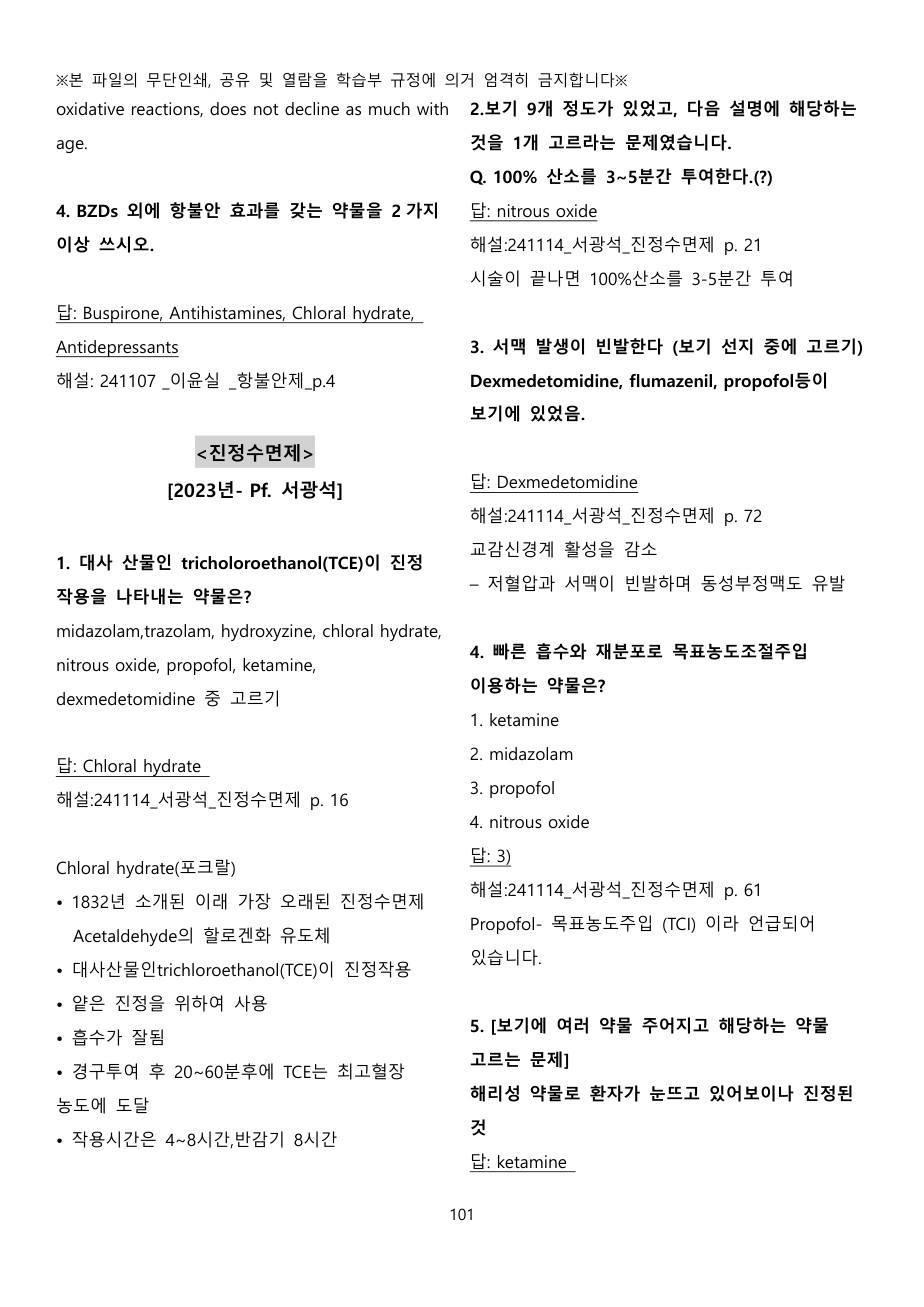 ※본 파일의 무단인쇄, 공유 및 열람을 학습부 규정에 의거 엄격히 금지합니다※
oxidative reactions, does not decline as much with
age.
4. BZDs 외에 항불안 효과를 갖는 약물을 2가지
이상 쓰시오.
답: Buspirone, Antihistamines, Chloral hydrate,
Antidepressants
해설: 241107 _이윤실 _항불안제_p.4
<진정수면제>
[2023년- Pf. 서광석]
1. 대사 산물인 tricholoroethanol(TCE)이 진정
작용을 나타내는 약물은?
midazolam,trazolam, hydroxyzine, chloral hydrate,
nitrous oxide, propofol, ketamine,
dexmedetomidine 중 고르기
답: Chloral hydrate
해설:241114_서광석_진정수면제 p. 16
Chloral hydrate(포크랄)
• 1832년 소개된 이래 가장 오래된 진정수면제
Acetaldehyde의 할로겐화 유도체
• 대사산물인trichloroethanol(TCE)이 진정작용
• 얕은 진정을 위하여 사용
• 흡수가 잘됨
• 경구투여 후 20~60분후에 TCE는 최고혈장
농도에 도달
• 작용시간은 4~8시간,반감기 8시간
2.보기 9개 정도가 있었고, 다음 설명에 해당하는
것을 1개 고르라는 문제였습니다.
Q. 100% 산소를 3~5분간 투여한다.(?)
답: nitrous oxide
해설:241114_서광석_진정수면제 p. 21
시술이 끝나면 100%산소를 3-5분간 투여
3. 서맥 발생이 빈발한다 (보기 선지 중에 고르기)
Dexmedetomidine, flumazenil, propofol등이
보기에 있었음.
답: Dexmedetomidine
해설:241114_서광석_진정수면제 p. 72
교감신경계 활성을 감소
– 저혈압과 서맥이 빈발하며 동성부정맥도 유발
4. 빠른 흡수와 재분포로 목표농도조절주입
이용하는 약물은?
1. ketamine
2. midazolam
3. propofol
4. nitrous oxide
답: 3)
해설:241114_서광석_진정수면제 p. 61
Propofol- 목표농도주입 (TCI) 이라 언급되어
있습니다.
5. [보기에 여러 약물 주어지고 해당하는 약물
고르는 문제]
해리성 약물로 환자가 눈뜨고 있어보이나 진정된
것
답: ketamine
101